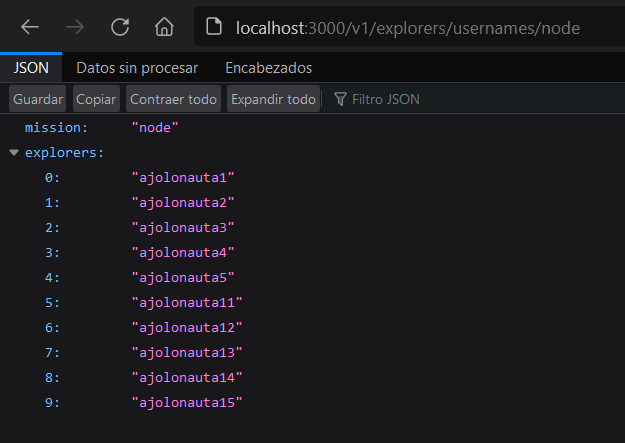 localhost:3000/v1/explorers/usernames/node
JSON Datos sin procesar Encabezados
Guardar Copiar Contraer todo Expandir todo Filtro JSON
mission: "node"
explorers:
0: "ajolonauta1"
1: "ajolonauta2"
2: "ajolonauta3"
3: "ajolonauta4"
4: "ajolonauta5"
5: "ajolonauta11"
6: "ajolonauta12"
7: "ajolonauta13"
8: "ajolonauta14"
9: "ajolonauta15"